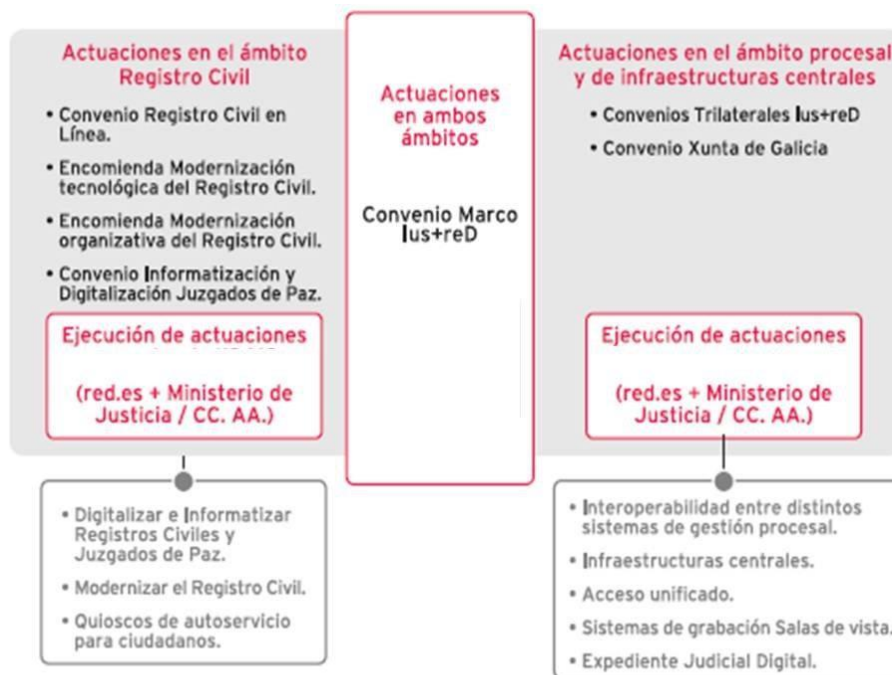 Actuaciones en el ámbito
Registro Civil
• Convenio Registro Civil en
Línea.
• Encomienda Modernización
tecnológica del Registro Civil.
• Encomienda Modernización
organizativa del Registro Civil.
• Convenio Informatización y
Digitalización Juzgados de Paz.
Ejecución de actuaciones
(red.es + Ministerio de
Justicia / CC. AA.)
• Digitalizar e Informatizar
Registros Civiles y
Juzgados de Paz.
• Modernizar el Registro Civil.
• Quioscos de autoservicio
para ciudadanos.
Actuaciones
en ambos
ámbitos
Convenio Marco
Ius+reD
Actuaciones en el ámbito procesal
y de infraestructuras centrales
• Convenios Trilaterales Ius+reD
• Convenio Xunta de Galicia
Ejecución de actuaciones
(red.es + Ministerio de
Justicia / CC. AA.)
• Interoperabilidad entre distintos
sistemas de gestión procesal.
• Infraestructuras centrales.
• Acceso unificado.
• Sistemas de grabación Salas de vista.
• Expediente Judicial Digital.